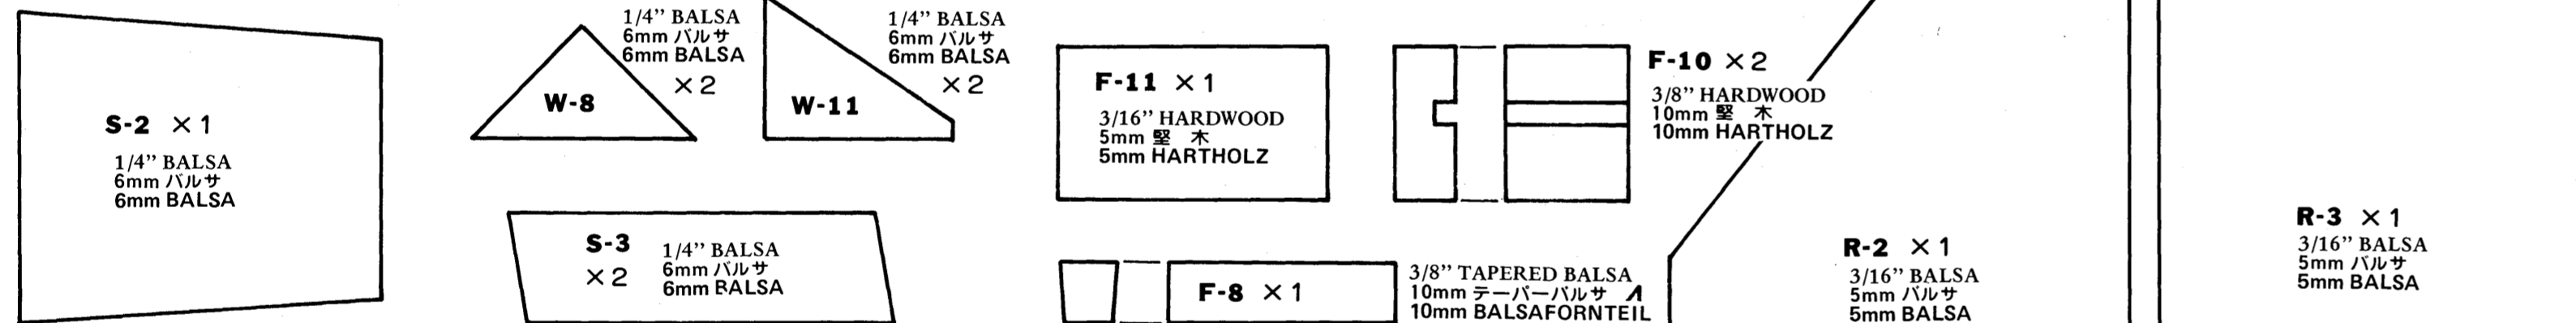 S-2 ×1
1/4” BALSA
6mm バルサ
6mm BALSA
1/4” BALSA
6mm バルサ
6mm BALSA
×2
W-8
1/4” BALSA
6mm バルサ
6mm BALSA
×2
W-11
S-3
×2
1/4” BALSA
6mm バルサ
6mm BALSA
F-11 ×1
3/16” HARDWOOD
5mm 堅 木
5mm HARTHOLZ
F-10 ×2
3/8” HARDWOOD
10mm 堅 木
10mm HARTHOLZ
F-8 ×1
3/8” TAPERED BALSA
10mm テーパーバルサ
10mm BALSAFORNTEIL
R-2 ×1
3/16” BALSA
5mm バルサ
5mm BALSA
R-3 ×1
3/16” BALSA
5mm バルサ
5mm BALSA